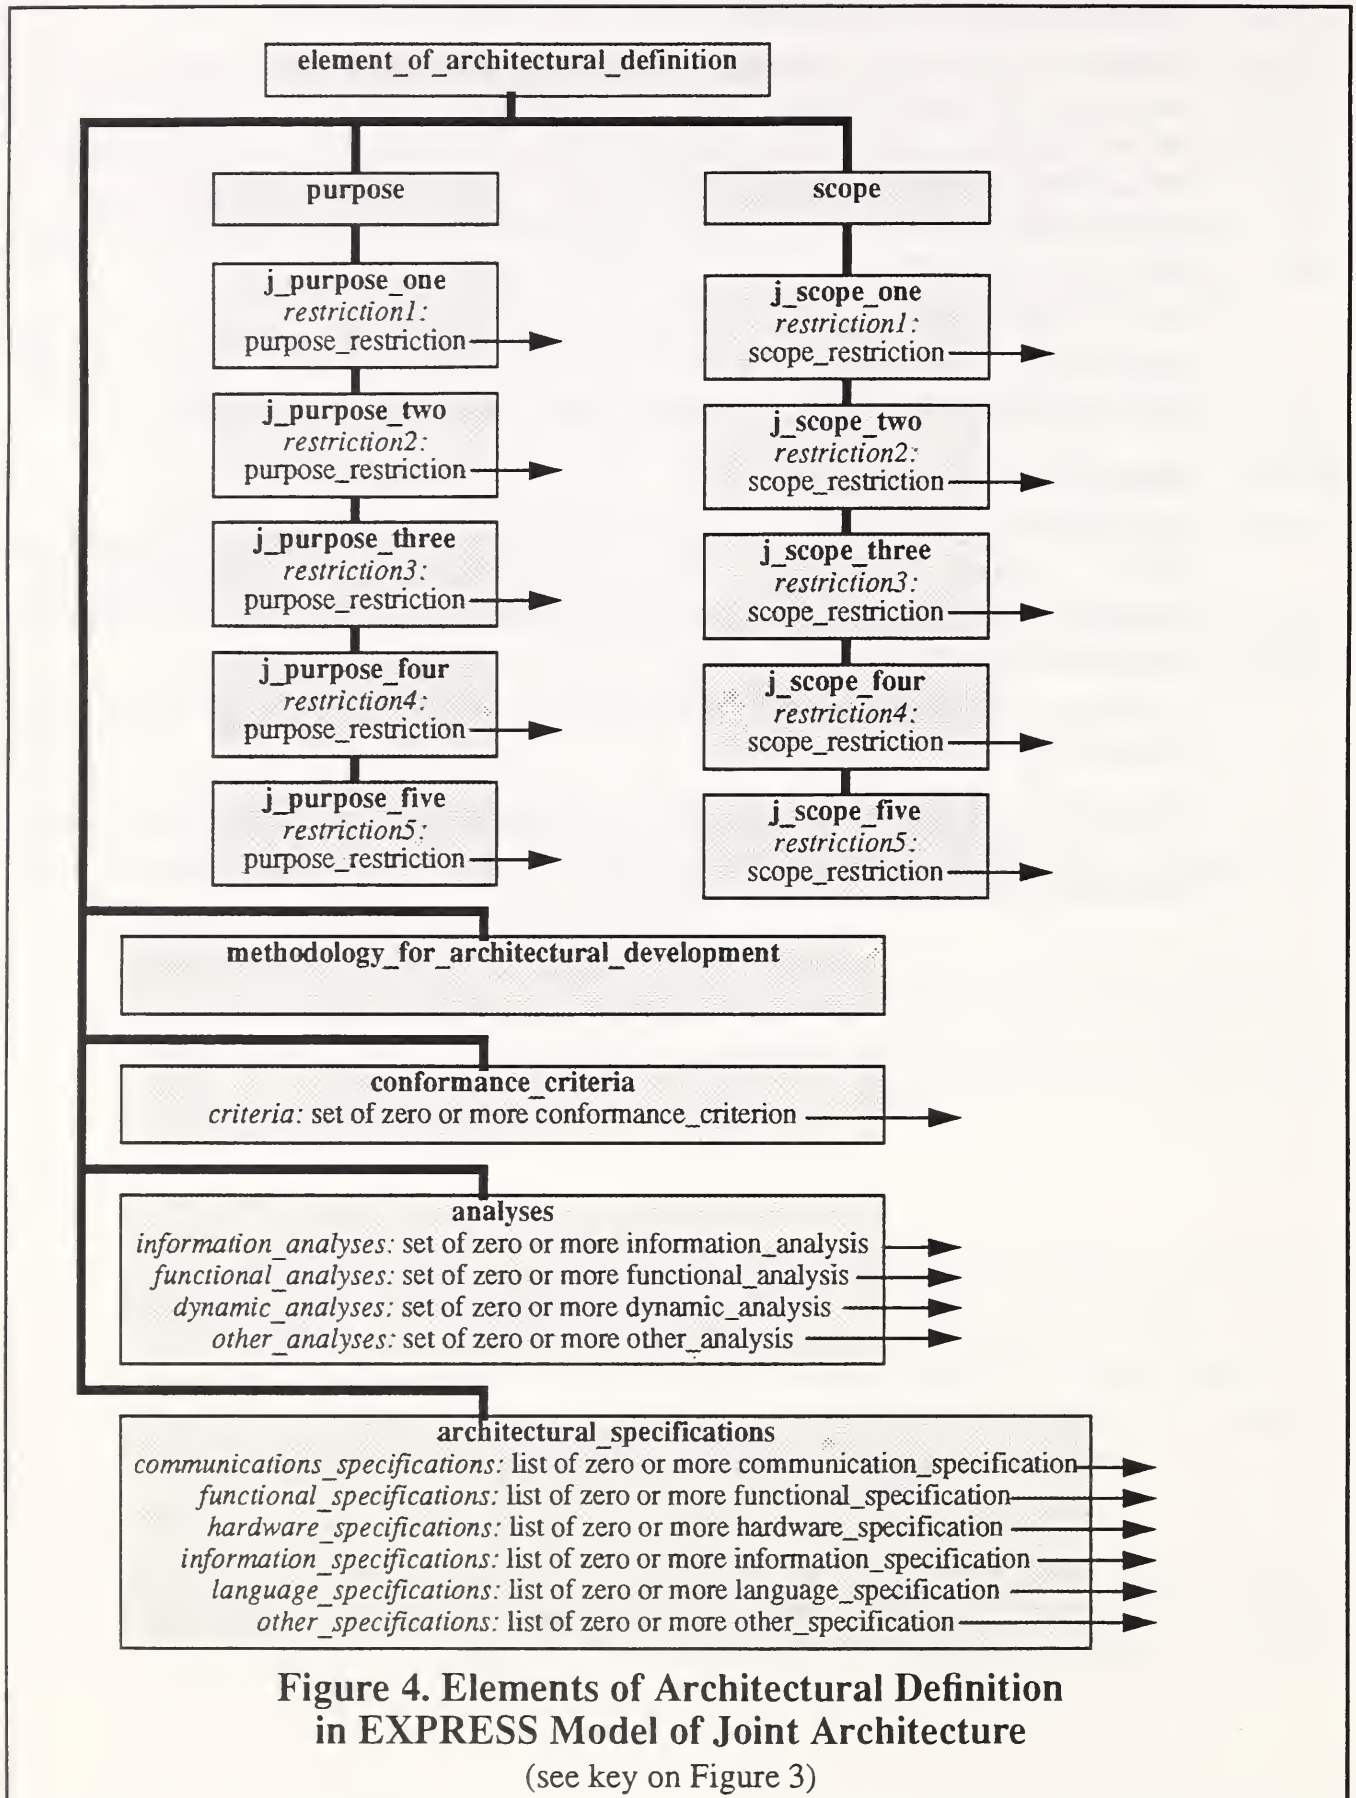 element_of_architectural_definition
purpose
j_purpose_one
restriction1:
purpose_restriction
j_purpose_two
restriction2:
purpose_restriction
j_purpose_three
restriction3:
purpose_restriction
j_purpose_four
restriction4:
purpose_restriction
j_purpose_five
restriction5:
purpose_restriction
scope
j_scope_one
restriction1:
scope_restriction
j_scope_two
restriction2:
scope_restriction
j_scope_three
restriction3:
scope_restriction
j_scope_four
restriction4:
scope_restriction
j_scope_five
restriction5:
scope_restriction
methodology_for_architectural_development
conformance_criteria
criteria: set of zero or more conformance_criterion
analyses
information_analyses: set of zero or more information_analysis
functional_analyses: set of zero or more functional_analysis
dynamic_analyses: set of zero or more dynamic_analysis
other_analyses: set of zero or more other_analysis
architectural_specifications
communications_specifications: list of zero or more communication_specification
functional_specifications: list of zero or more functional_specification
hardware_specifications: list of zero or more hardware_specification
information_specifications: list of zero or more information_specification
language_specifications: list of zero or more language_specification
other_specifications: list of zero or more other_specification
Figure 4. Elements of Architectural Definition
in EXPRESS Model of Joint Architecture
(see key on Figure 3)